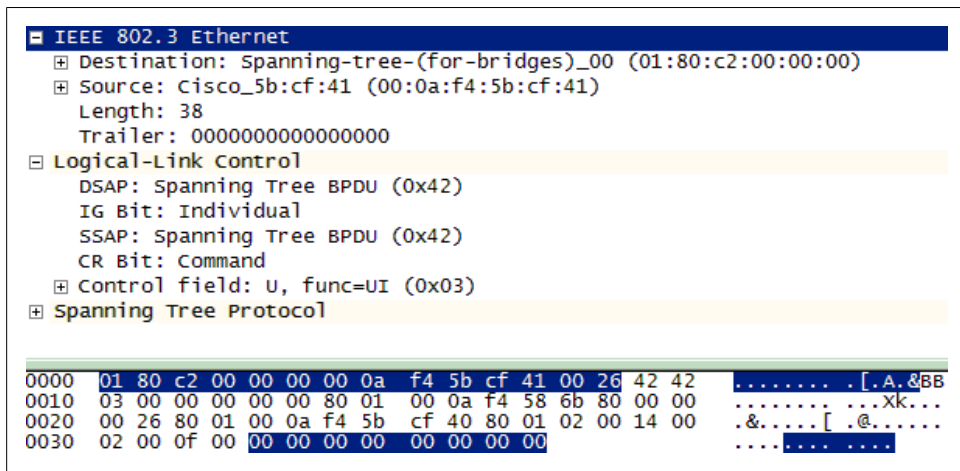 IEEE 802.3 Ethernet
Destination: Spanning-tree-(for-bridges)_00 (01:80:c2:00:00:00)
Source: Cisco_5b:cf:41 (00:0a:f4:5b:cf:41)
Length: 38
Trailer: 0000000000000000
Logical-Link Control
DSAP: Spanning Tree BPDU (0x42)
IG Bit: Individual
SSAP: Spanning Tree BPDU (0x42)
CR Bit: Command
Control field: U, func=UI (0x03)
Spanning Tree Protocol
0000 01 80 c2 00 00 00 00 0a f4 5b cf 41 00 26 42 42 ........ .[.A.&BB
0010 03 00 00 00 00 00 80 01 00 0a f4 58 6b 80 00 00 ........ ...Xk...
0020 00 26 80 01 00 0a f4 5b cf 40 80 01 02 00 14 00 .&.....[ .@......
0030 02 00 0f 00 00 00 00 00 00 00 00 00 ........ ....